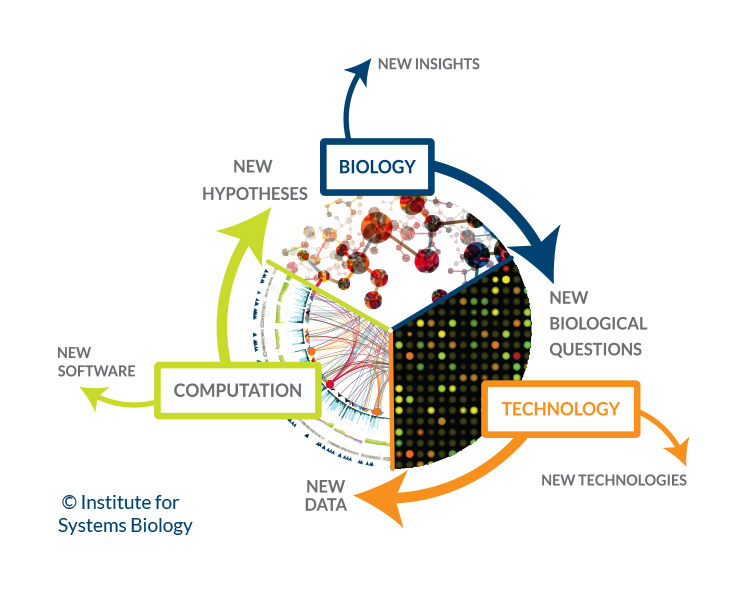 NEW INSIGHTS
BIOLOGY
NEW
HYPOTHESES
NEW
BIOLOGICAL
QUESTIONS
NEW
SOFTWARE
COMPUTATION
TECHNOLOGY
NEW TECHNOLOGIES
NEW
DATA
© Institute for
Systems Biology